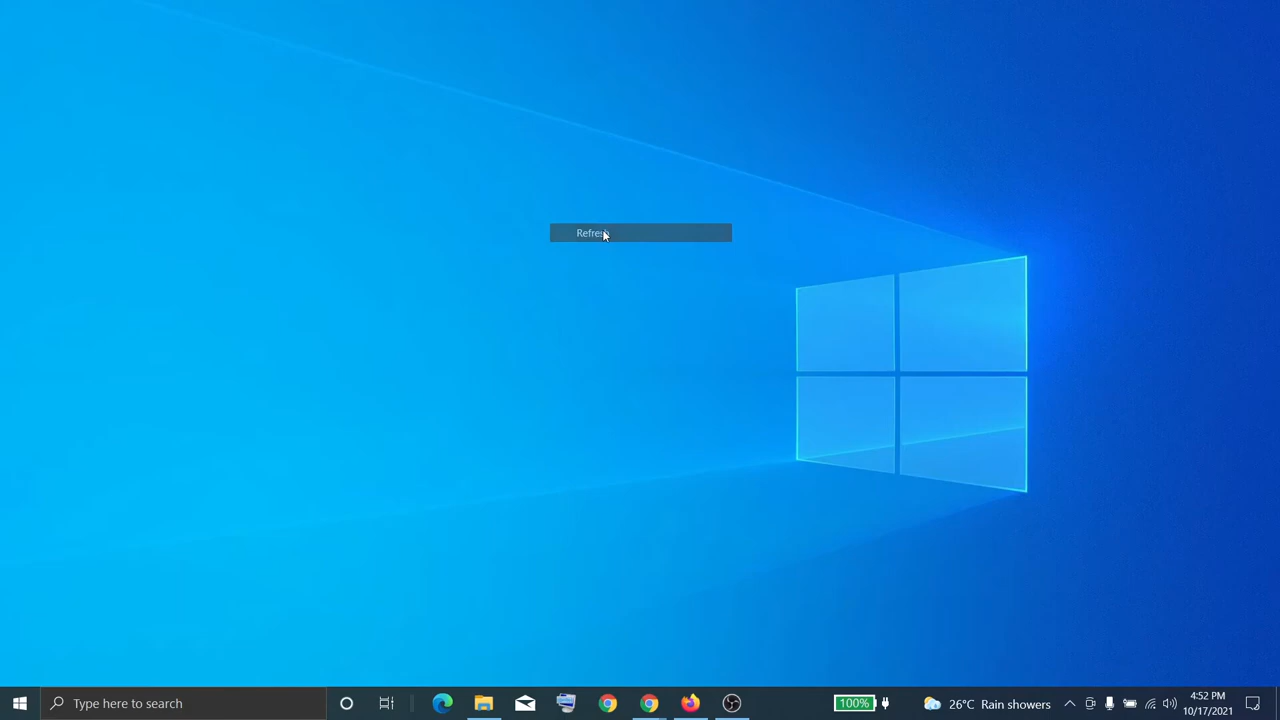 Refresh
Type here to search
100%
26°C Rain showers
4:52 PM
10/17/2021